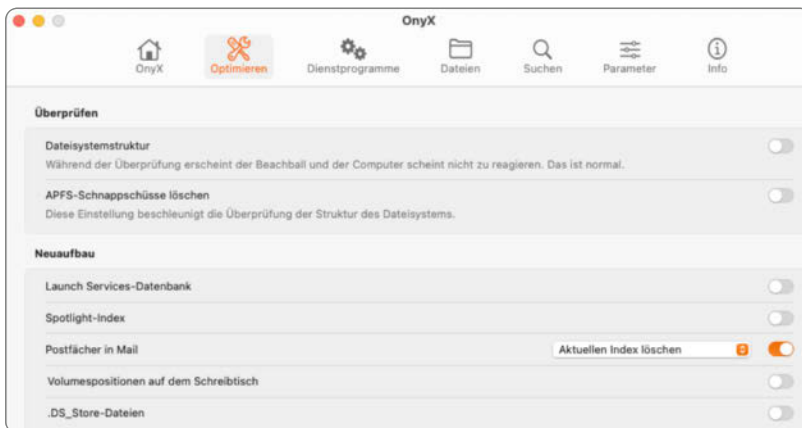 OnyX
OnyX Optimieren Dienstprogramme Dateien Suchen Parameter Info
Überprüfen
Dateisystemstruktur
Während der Überprüfung erscheint der Beachball und der Computer scheint nicht zu reagieren. Das ist normal.
APFS-Schnappschüsse löschen
Diese Einstellung beschleunigt die Überprüfung der Struktur des Dateisystems.
Neuaufbau
Launch Services-Datenbank
Spotlight-Index
Postfächer in Mail Aktuellen Index löschen
Volumespositionen auf dem Schreibtisch
.DS_Store-Dateien